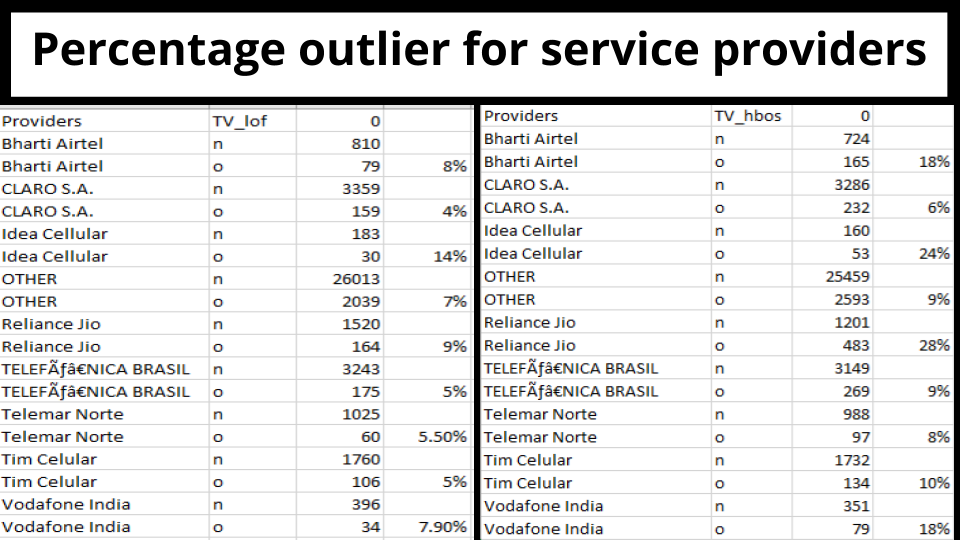 Percentage outlier for service providers
Providers TV_lof 0
Bharti Airtel n 810
Bharti Airtel o 79 8%
CLARO S.A. n 3359
CLARO S.A. o 159 4%
Idea Cellular n 183
Idea Cellular o 30 14%
OTHER n 26013
OTHER o 2039 7%
Reliance Jio n 1520
Reliance Jio o 164 9%
TELEFÃƒâ€NICA BRASIL n 3243
TELEFÃƒâ€NICA BRASIL o 175 5%
Telemar Norte n 1025
Telemar Norte o 60 5.50%
Tim Celular n 1760
Tim Celular o 106 5%
Vodafone India n 396
Vodafone India o 34 7.90%
Providers TV_hbos 0
Bharti Airtel n 724
Bharti Airtel o 165 18%
CLARO S.A. n 3286
CLARO S.A. o 232 6%
Idea Cellular n 160
Idea Cellular o 53 24%
OTHER n 25459
OTHER o 2593 9%
Reliance Jio n 1201
Reliance Jio o 483 28%
TELEFÃƒâ€NICA BRASIL n 3149
TELEFÃƒâ€NICA BRASIL o 269 9%
Telemar Norte n 988
Telemar Norte o 97 8%
Tim Celular n 1732
Tim Celular o 134 10%
Vodafone India n 351
Vodafone India o 79 18%